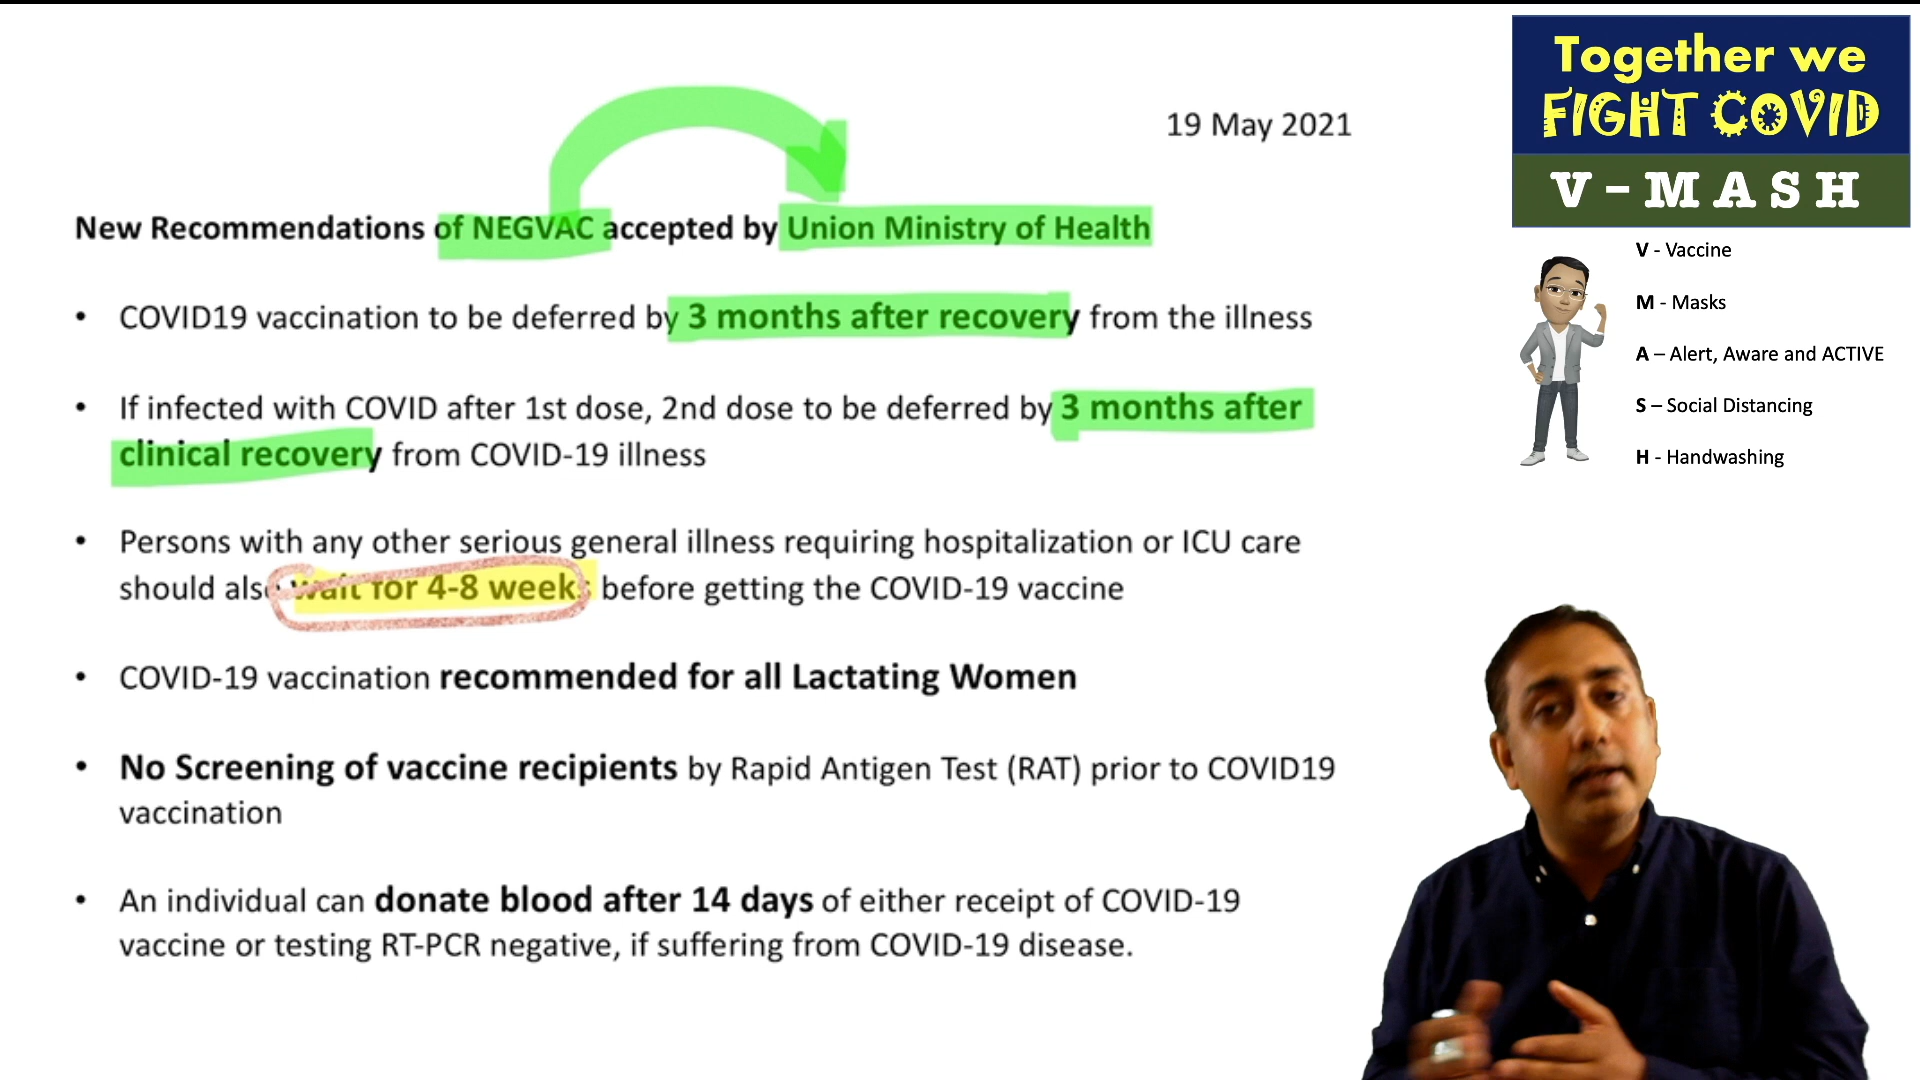 19 May 2021
New Recommendations of NEGVAC accepted by Union Ministry of Health
• COVID19 vaccination to be deferred by 3 months after recovery from the illness
• If infected with COVID after 1st dose, 2nd dose to be deferred by 3 months after
clinical recovery from COVID-19 illness
• Persons with any other serious general illness requiring hospitalization or ICU care
should also wait for 4-8 weeks before getting the COVID-19 vaccine
• COVID-19 vaccination recommended for all Lactating Women
• No Screening of vaccine recipients by Rapid Antigen Test (RAT) prior to COVID19
vaccination
• An individual can donate blood after 14 days of either receipt of COVID-19
vaccine or testing RT-PCR negative, if suffering from COVID-19 disease.
Together we
FIGHT COVID
V - M A S H
V - Vaccine
M - Masks
A – Alert, Aware and ACTIVE
S – Social Distancing
H - Handwashing